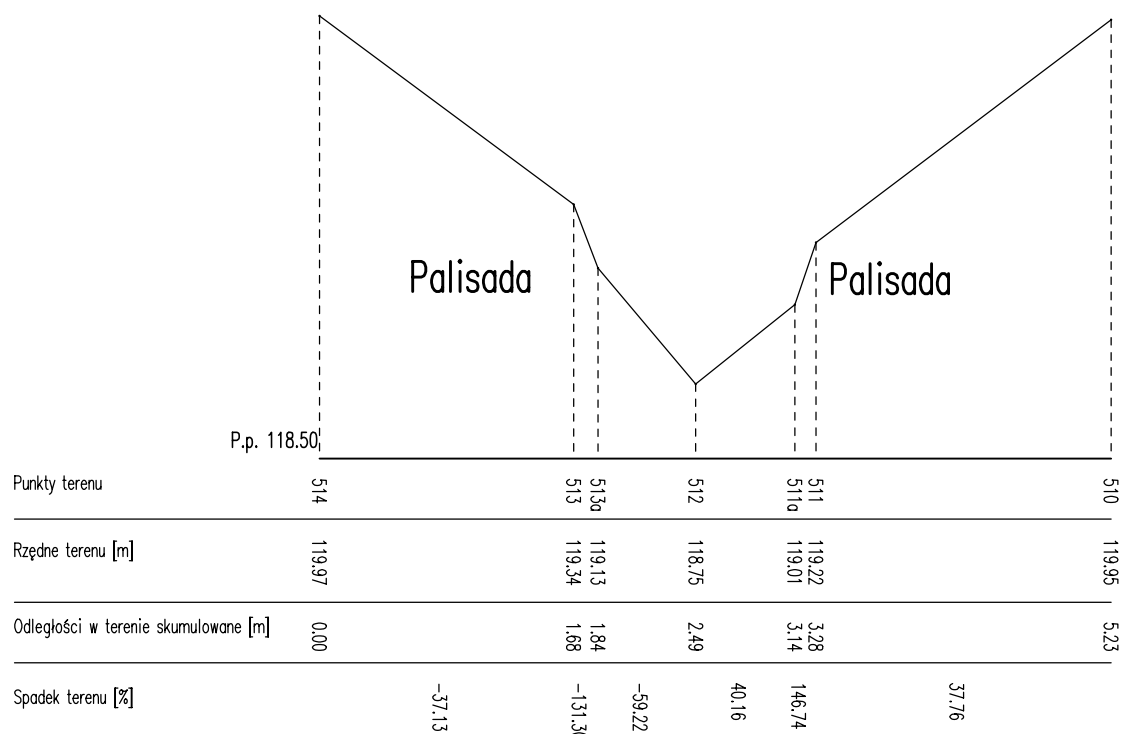 Palisada
Palisada
P.p. 118.50
Punkty terenu 514 513 513a 512 511a 511 510
Rzędne terenu [m] 119.97 119.34 119.13 118.75 119.01 119.22 119.95
Odległości w terenie skumulowane [m] 0.00 1.68 1.84 2.49 3.14 3.28 5.23
Spadek terenu [%] -37.13 -59.22 40.16 146.74 37.76